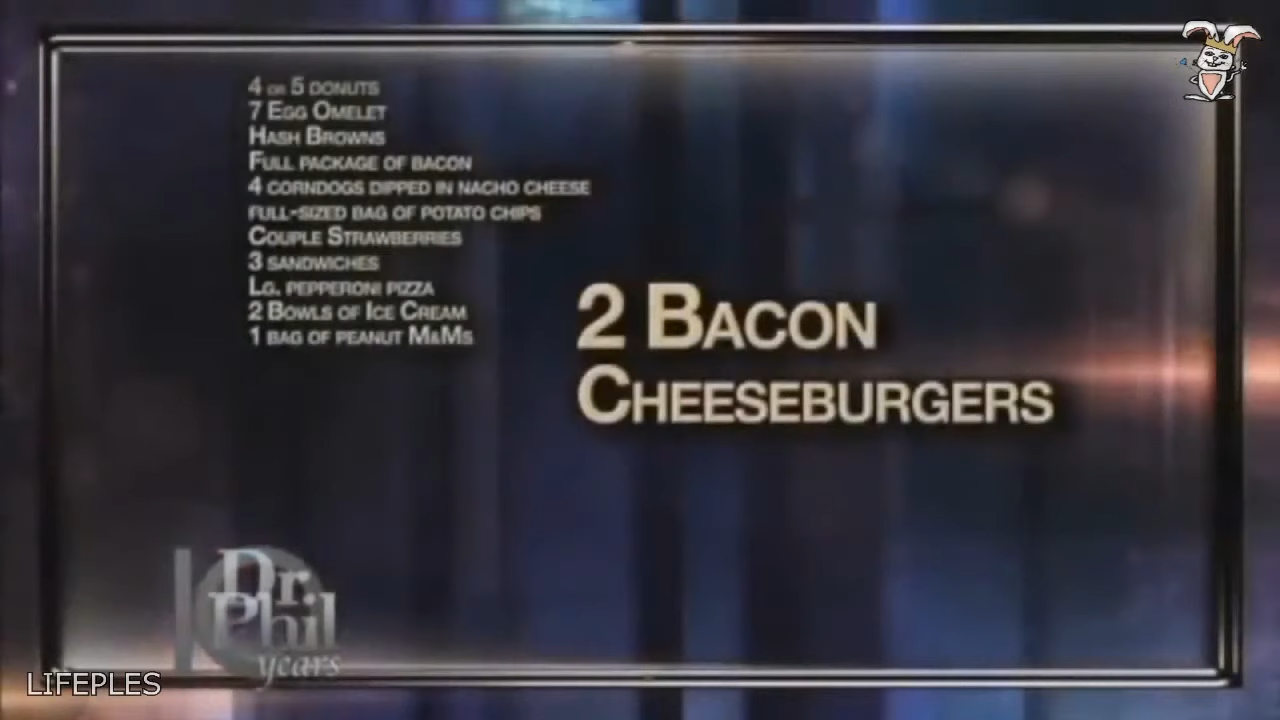 4 OR 5 DONUTS
7 EGG OMELET
HASH BROWNS
FULL PACKAGE OF BACON
4 CORNDOGS DIPPED IN NACHO CHEESE
FULL-SIZED BAG OF POTATO CHIPS
COUPLE STRAWBERRIES
3 SANDWICHES
LG. PEPPERONI PIZZA
2 BOWLS OF ICE CREAM
1 BAG OF PEANUT M&MS
2 BACON
CHEESEBURGERS
10
Dr.
Phil
years
LIFEPLES